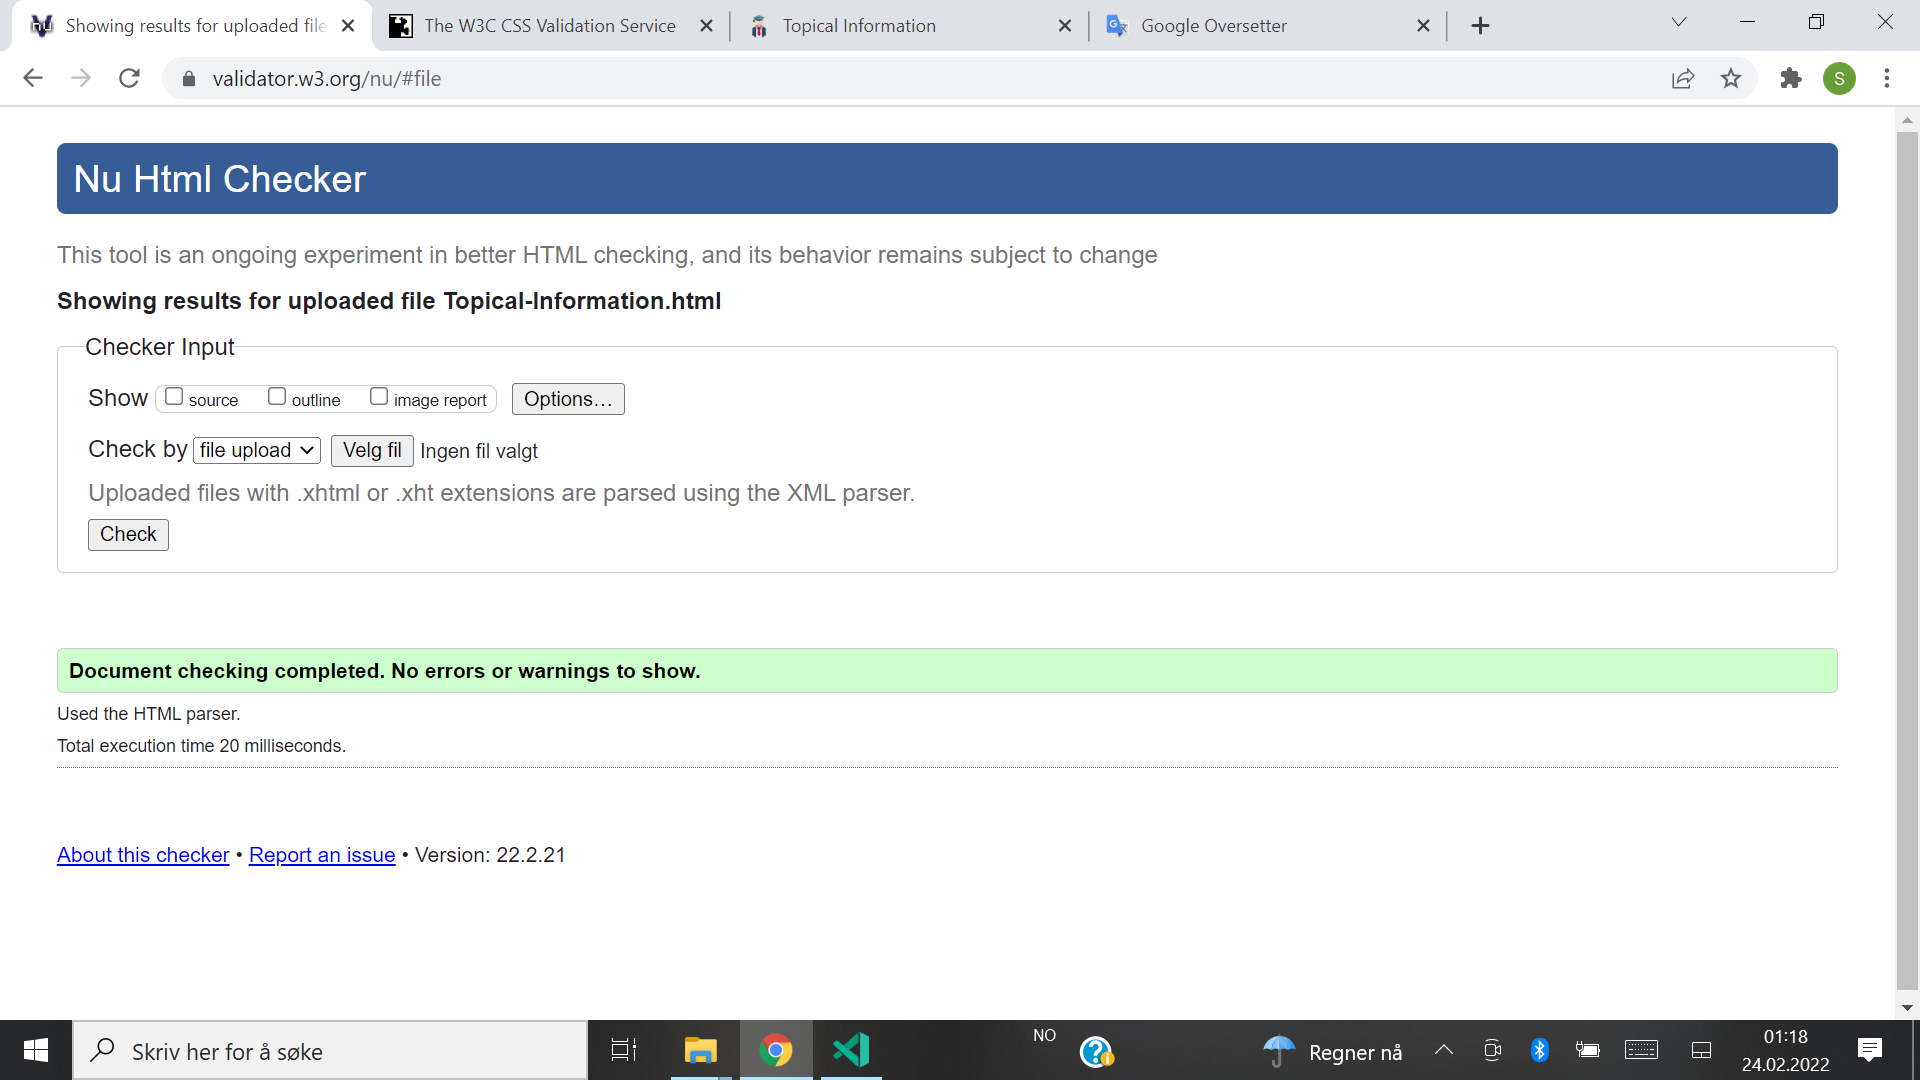 Showing results for uploaded file
The W3C CSS Validation Service
Topical Information
Google Oversetter
validator.w3.org/nu/#file
S
Nu Html Checker
This tool is an ongoing experiment in better HTML checking, and its behavior remains subject to change
Showing results for uploaded file Topical-Information.html
Checker Input
Show source outline image report Options...
Check by file upload Velg fil Ingen fil valgt
Uploaded files with .xhtml or .xht extensions are parsed using the XML parser.
Check
Document checking completed. No errors or warnings to show.
Used the HTML parser.
Total execution time 20 milliseconds.
About this checker • Report an issue • Version: 22.2.21
Skriv her for å søke
NO
Regner nå
01:18
24.02.2022